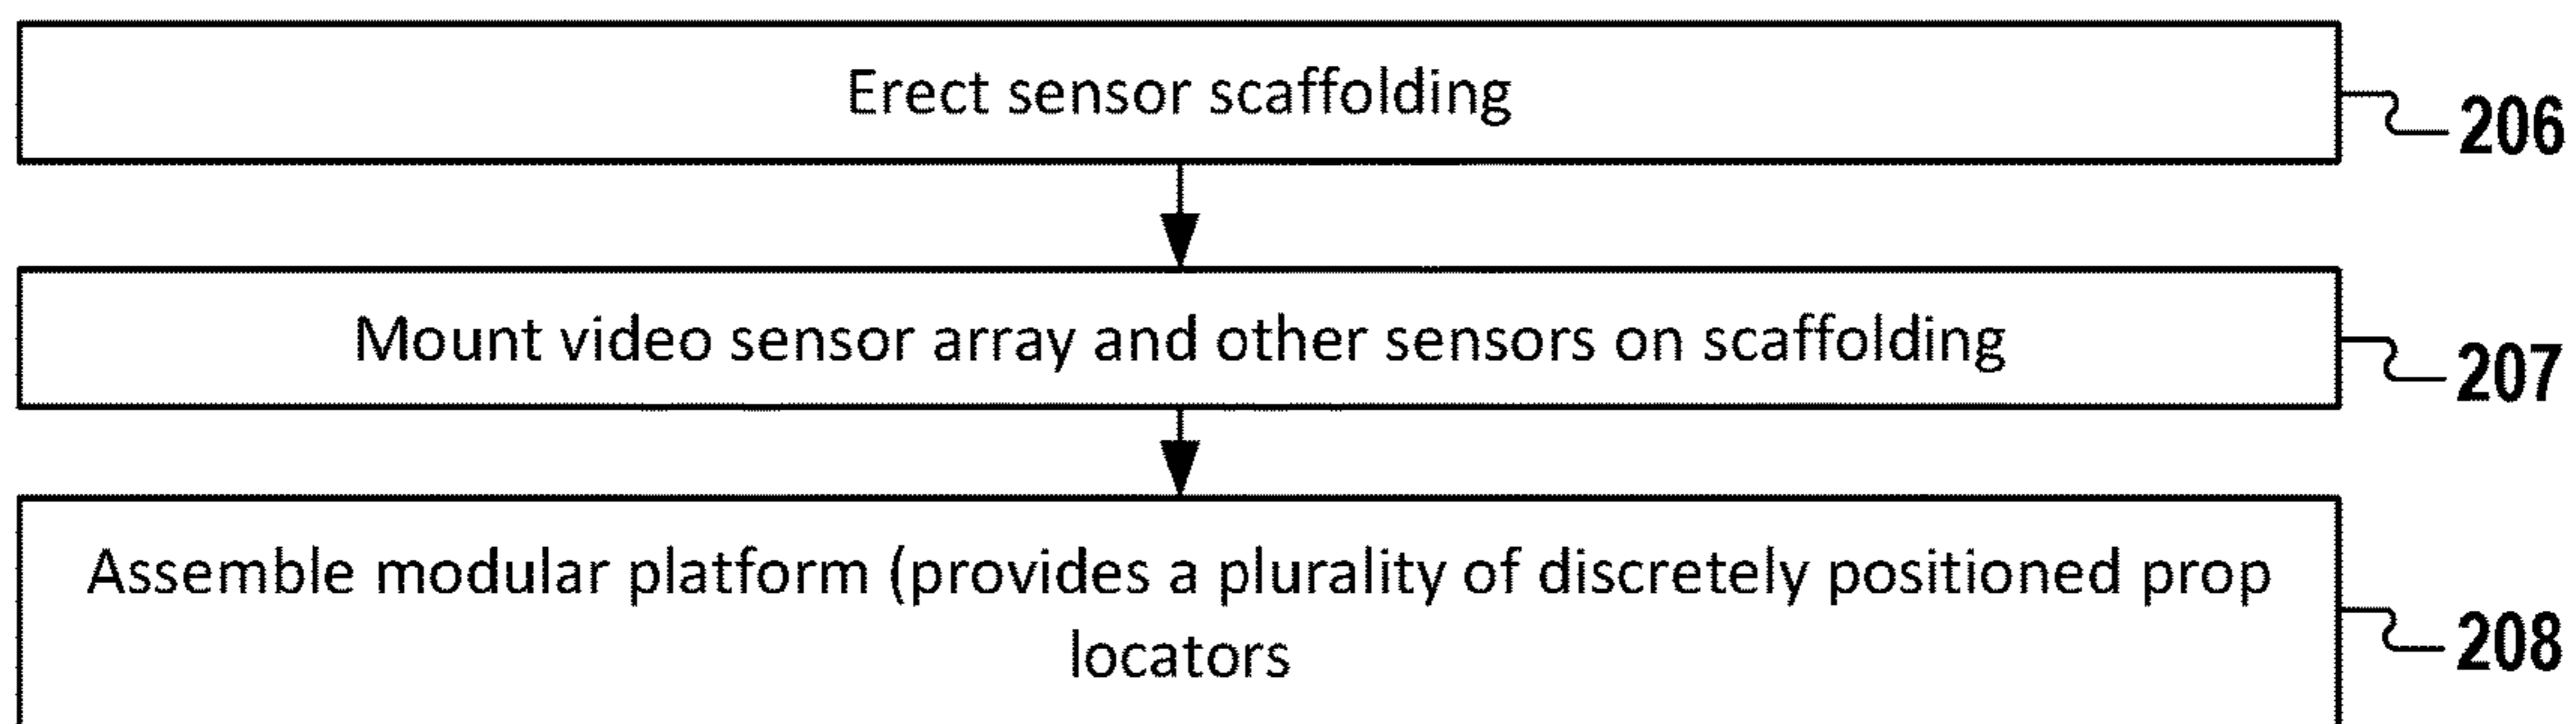 Erect sensor scaffolding
206
Mount video sensor array and other sensors on scaffolding
207
Assemble modular platform (provides a plurality of discretely positioned prop
locators
208